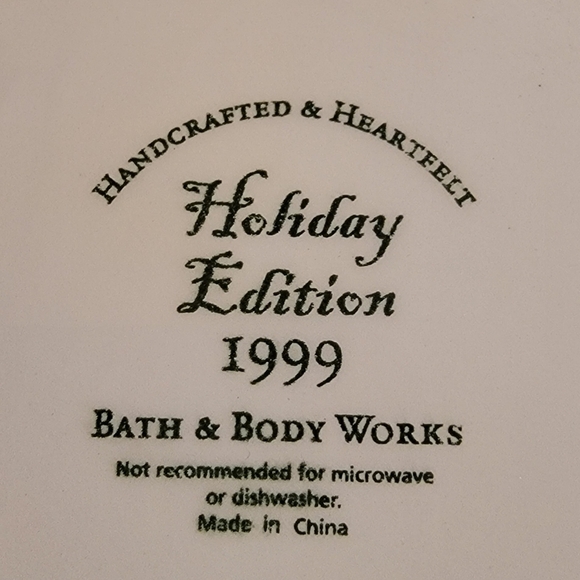 HANDCRAFTED & HEARTFELT
Holiday
Edition
1999
BATH & BODY WORKS
Not recommended for microwave
or dishwasher.
Made in China